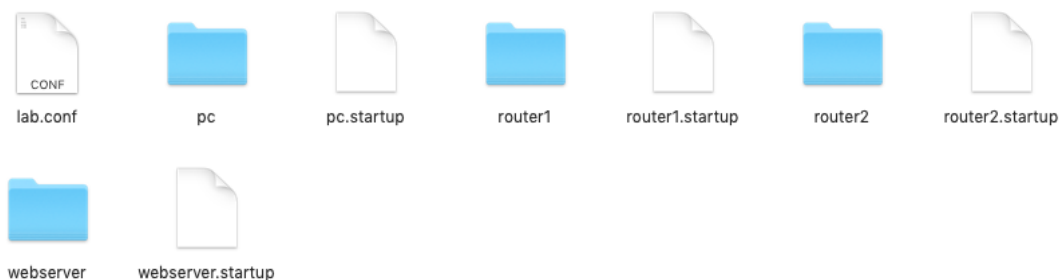 CONF
lab.conf pc pc.startup router1 router1.startup router2 router2.startup
webserver webserver.startup